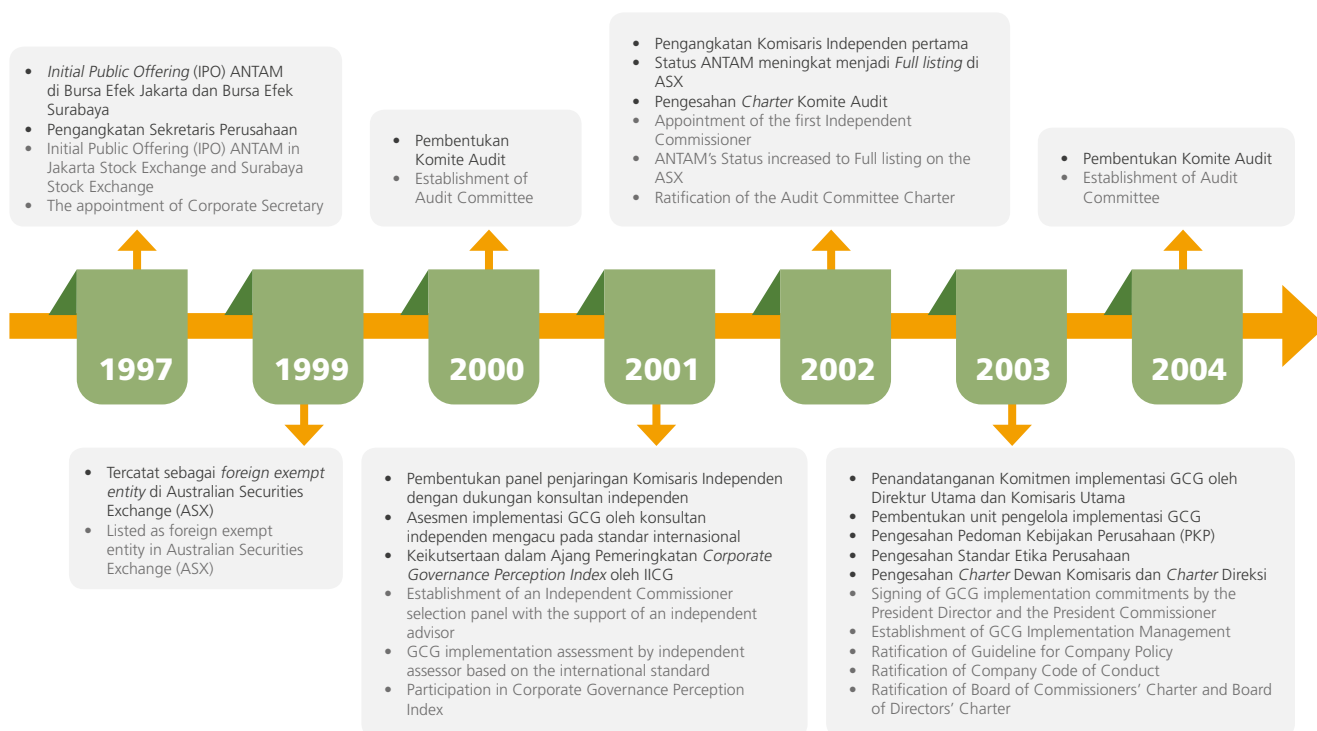 • Initial Public Offering (IPO) ANTAM
di Bursa Efek Jakarta dan Bursa Efek
Surabaya
• Pengangkatan Sekretaris Perusahaan
• Initial Public Offering (IPO) ANTAM in
Jakarta Stock Exchange and Surabaya
Stock Exchange
• The appointment of Corporate Secretary
• Pembentukan
Komite Audit
• Establishment of
Audit Committee
• Pengangkatan Komisaris Independen pertama
• Status ANTAM meningkat menjadi Full listing di
ASX
• Pengesahan Charter Komite Audit
• Appointment of the first Independent
Commissioner
• ANTAM's Status increased to Full listing on the
ASX
• Ratification of the Audit Committee Charter
• Pembentukan Komite Audit
• Establishment of Audit
Committee
1997
1999
2000
2001
2002
2003
2004
• Tercatat sebagai foreign exempt
entity di Australian Securities
Exchange (ASX)
• Listed as foreign exempt
entity in Australian Securities
Exchange (ASX)
• Pembentukan panel penjaringan Komisaris Independen
dengan dukungan konsultan independen
• Asesmen implementasi GCG oleh konsultan
independen mengacu pada standar internasional
• Keikutsertaan dalam Ajang Pemeringkatan Corporate
Governance Perception Index oleh IICG
• Establishment of an Independent Commissioner
selection panel with the support of an independent
advisor
• GCG implementation assessment by independent
assessor based on the international standard
• Participation in Corporate Governance Perception
Index
• Penandatanganan Komitmen implementasi GCG oleh
Direktur Utama dan Komisaris Utama
• Pembentukan unit pengelola implementasi GCG
• Pengesahan Pedoman Kebijakan Perusahaan (PKP)
• Pengesahan Standar Etika Perusahaan
• Pengesahan Charter Dewan Komisaris dan Charter Direksi
• Signing of GCG implementation commitments by the
President Director and the President Commissioner
• Establishment of GCG Implementation Management
• Ratification of Guideline for Company Policy
• Ratification of Company Code of Conduct
• Ratification of Board of Commissioners' Charter and Board
of Directors' Charter